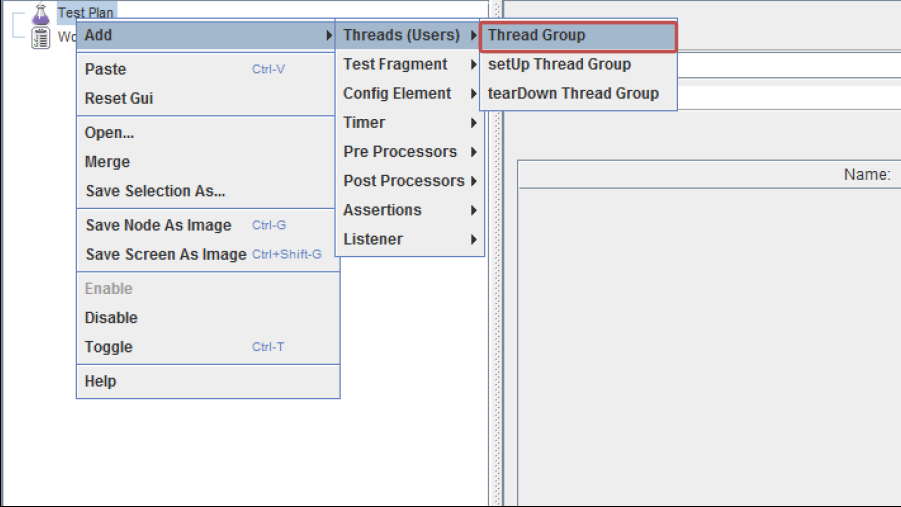 Test Plan
Add
Paste Ctrl-V
Reset Gui
Open...
Merge
Save Selection As...
Save Node As Image Ctrl-G
Save Screen As Image Ctrl+Shift-G
Enable
Disable
Toggle Ctrl-T
Help
Threads (Users)
Test Fragment
Config Element
Timer
Pre Processors
Post Processors
Assertions
Listener
Thread Group
setUp Thread Group
tearDown Thread Group
Name: